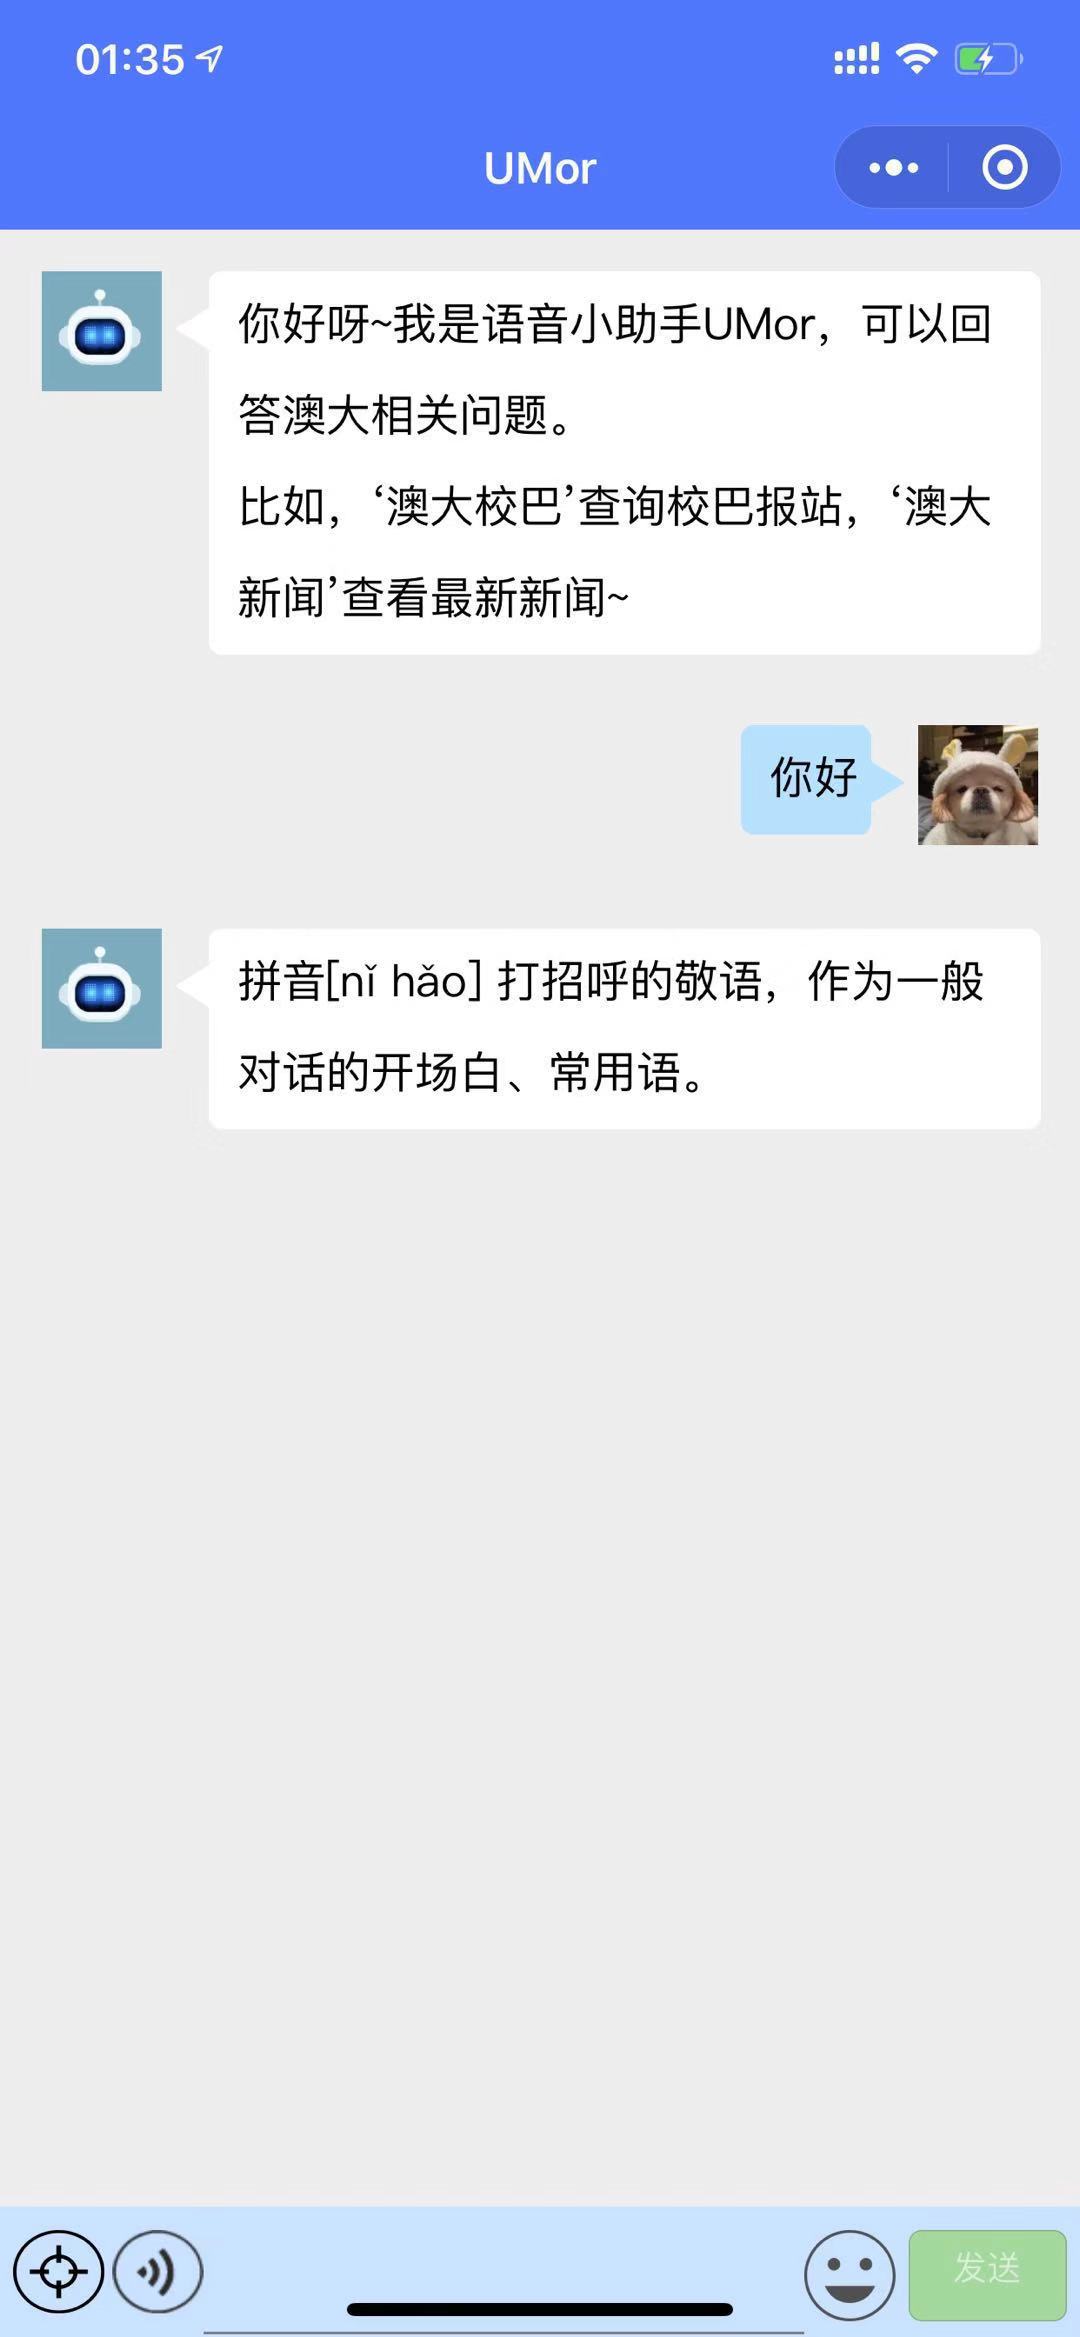 01:35
UMor
你好呀~我是语音小助手UMor，可以回
答澳大相关问题。
比如，‘澳大校巴’查询校巴报站，‘澳大
新闻’查看最新新闻~
你好
拼音[nǐ hǎo] 打招呼的敬语，作为一般
对话的开场白、常用语。
发送